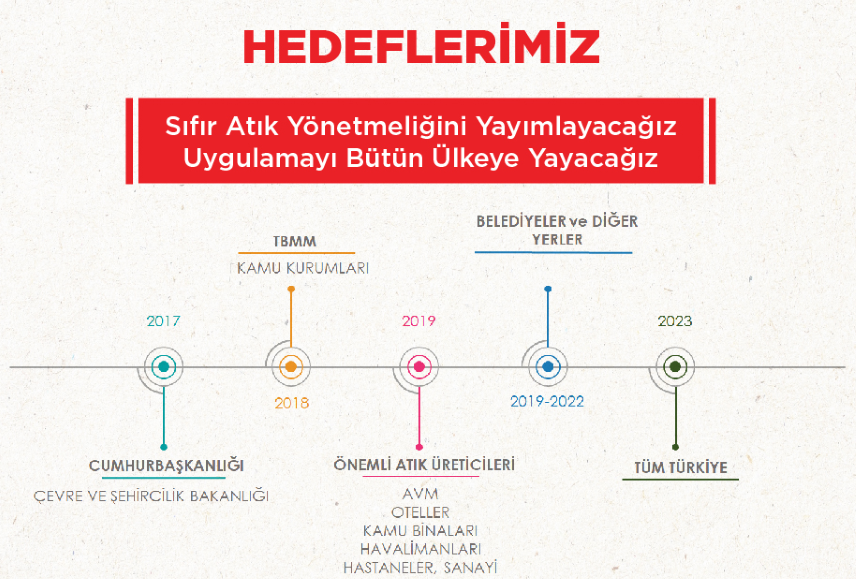 HEDEFLERİMİZ
Sıfır Atık Yönetmeliğini Yayımlayacağız
Uygulamayı Bütün Ülkeye Yayacağız
2017
CUMHURBAŞKANLIĞI
ÇEVRE VE ŞEHİRCİLİK BAKANLIĞI
TBMM
KAMU KURUMLARI
2018
2019
ÖNEMLİ ATIK ÜRETİCİLERİ
AVM
OTELLER
KAMU BİNALARI
HAVALİMANLARI
HASTANELER, SANAYİ
BELEDİYELER ve DİĞER
YERLER
2019-2022
2023
TÜM TÜRKİYE